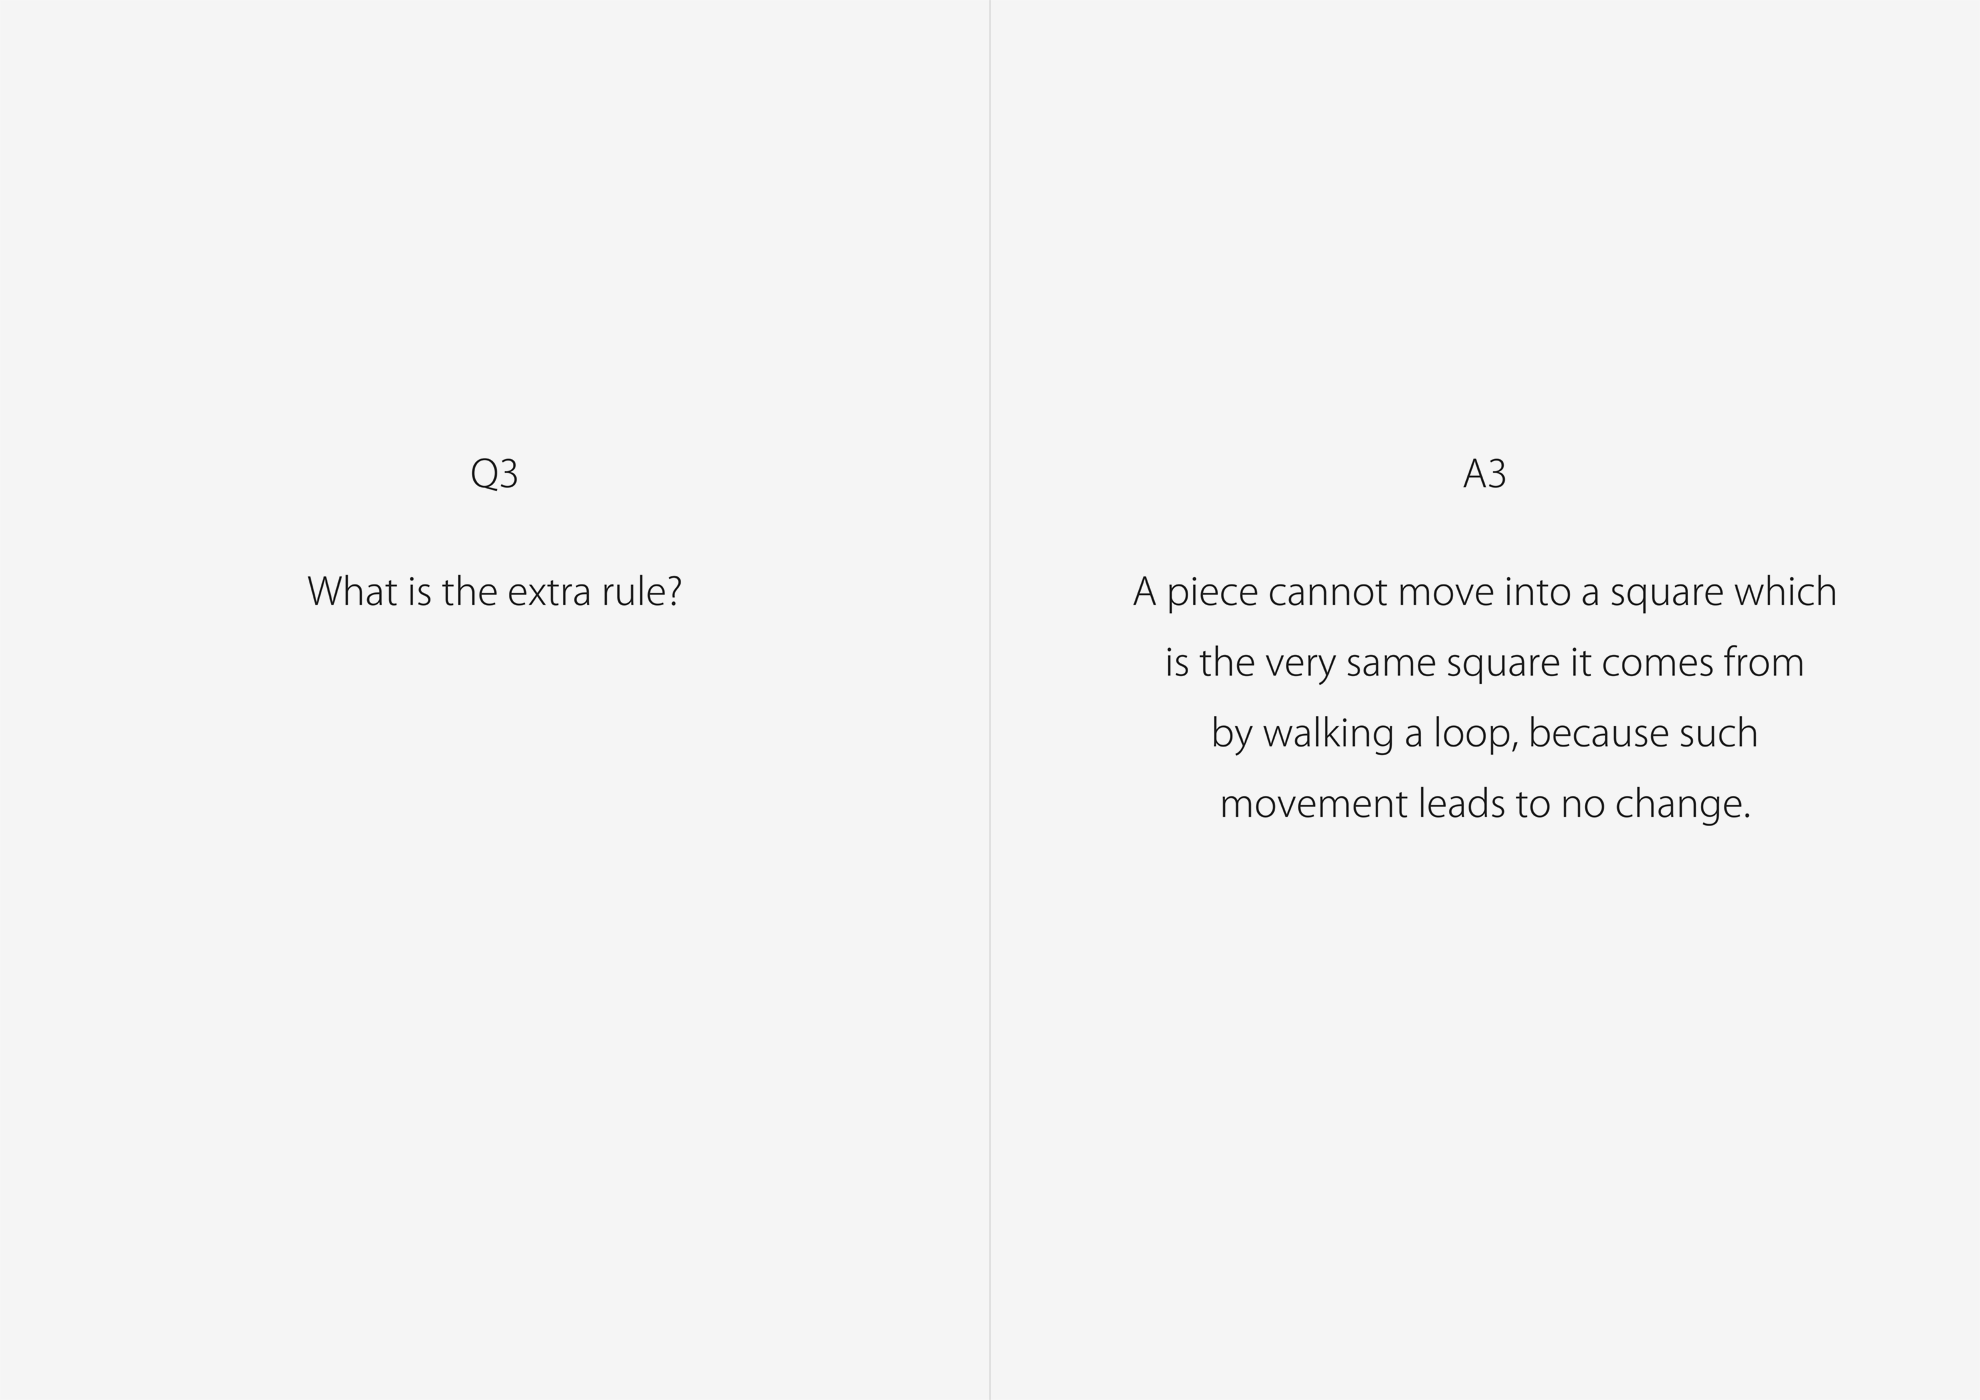 Q3
What is the extra rule?
A3
A piece cannot move into a square which
is the very same square it comes from
by walking a loop, because such
movement leads to no change.